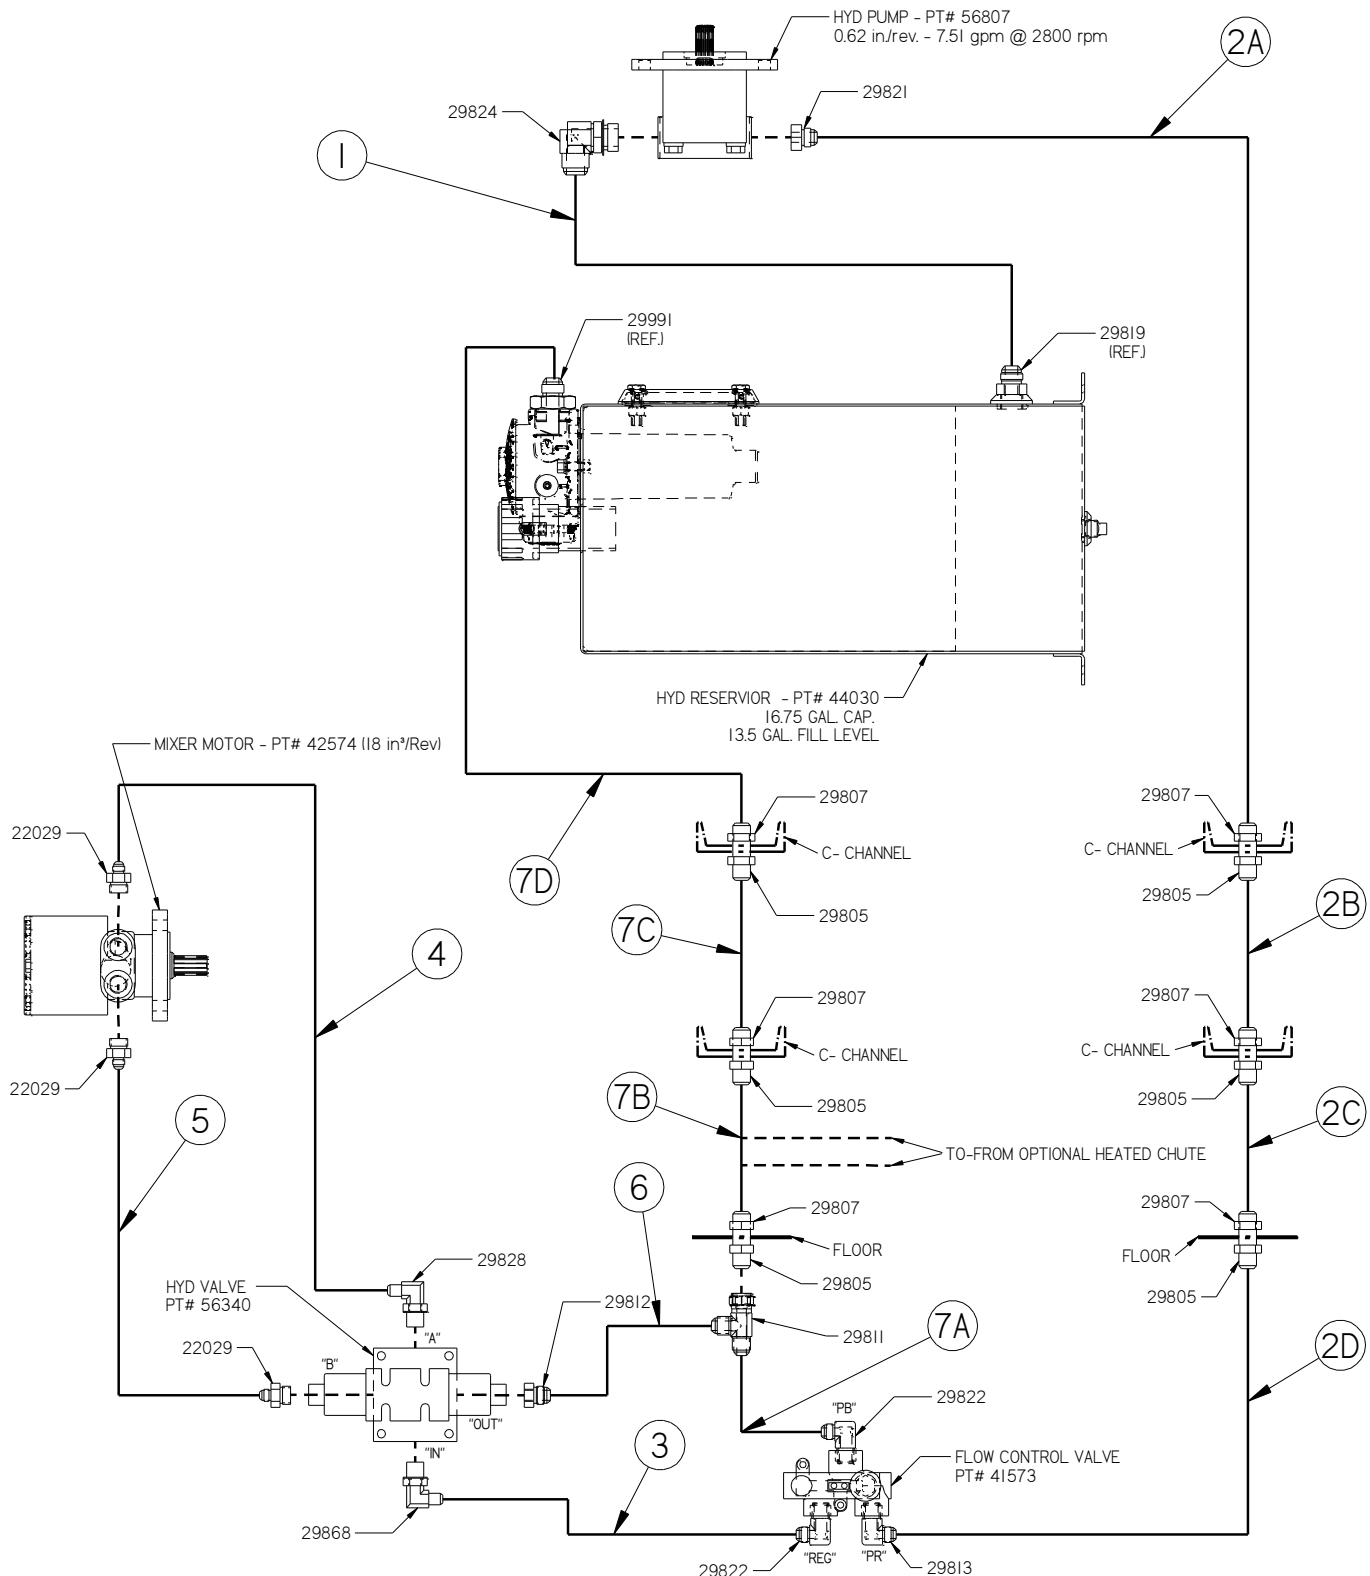 HYD PUMP - PT# 56807
0.62 in./rev. - 7.51 gpm @ 2800 rpm
2A
29821
29824
1
29991
(REF.)
29819
(REF.)
HYD RESERVIOR - PT# 44030
16.75 GAL. CAP.
13.5 GAL. FILL LEVEL
MIXER MOTOR - PT# 42574 (18 in³/Rev)
29807
29807
22029
C- CHANNEL
C- CHANNEL
7D
29805
29805
2B
7C
4
29807
29807
C- CHANNEL
C- CHANNEL
22029
7B
29805
29805
5
2C
TO-FROM OPTIONAL HEATED CHUTE
6
29807
29807
FLOOR
FLOOR
29828
HYD VALVE
PT# 56340
29805
29805
29812
29811
7A
2D
"A"
22029
"B"
"OUT"
"IN"
29822
"PB"
3
FLOW CONTROL VALVE
PT# 41573
29868
29822
"REG"
"PR"
29813